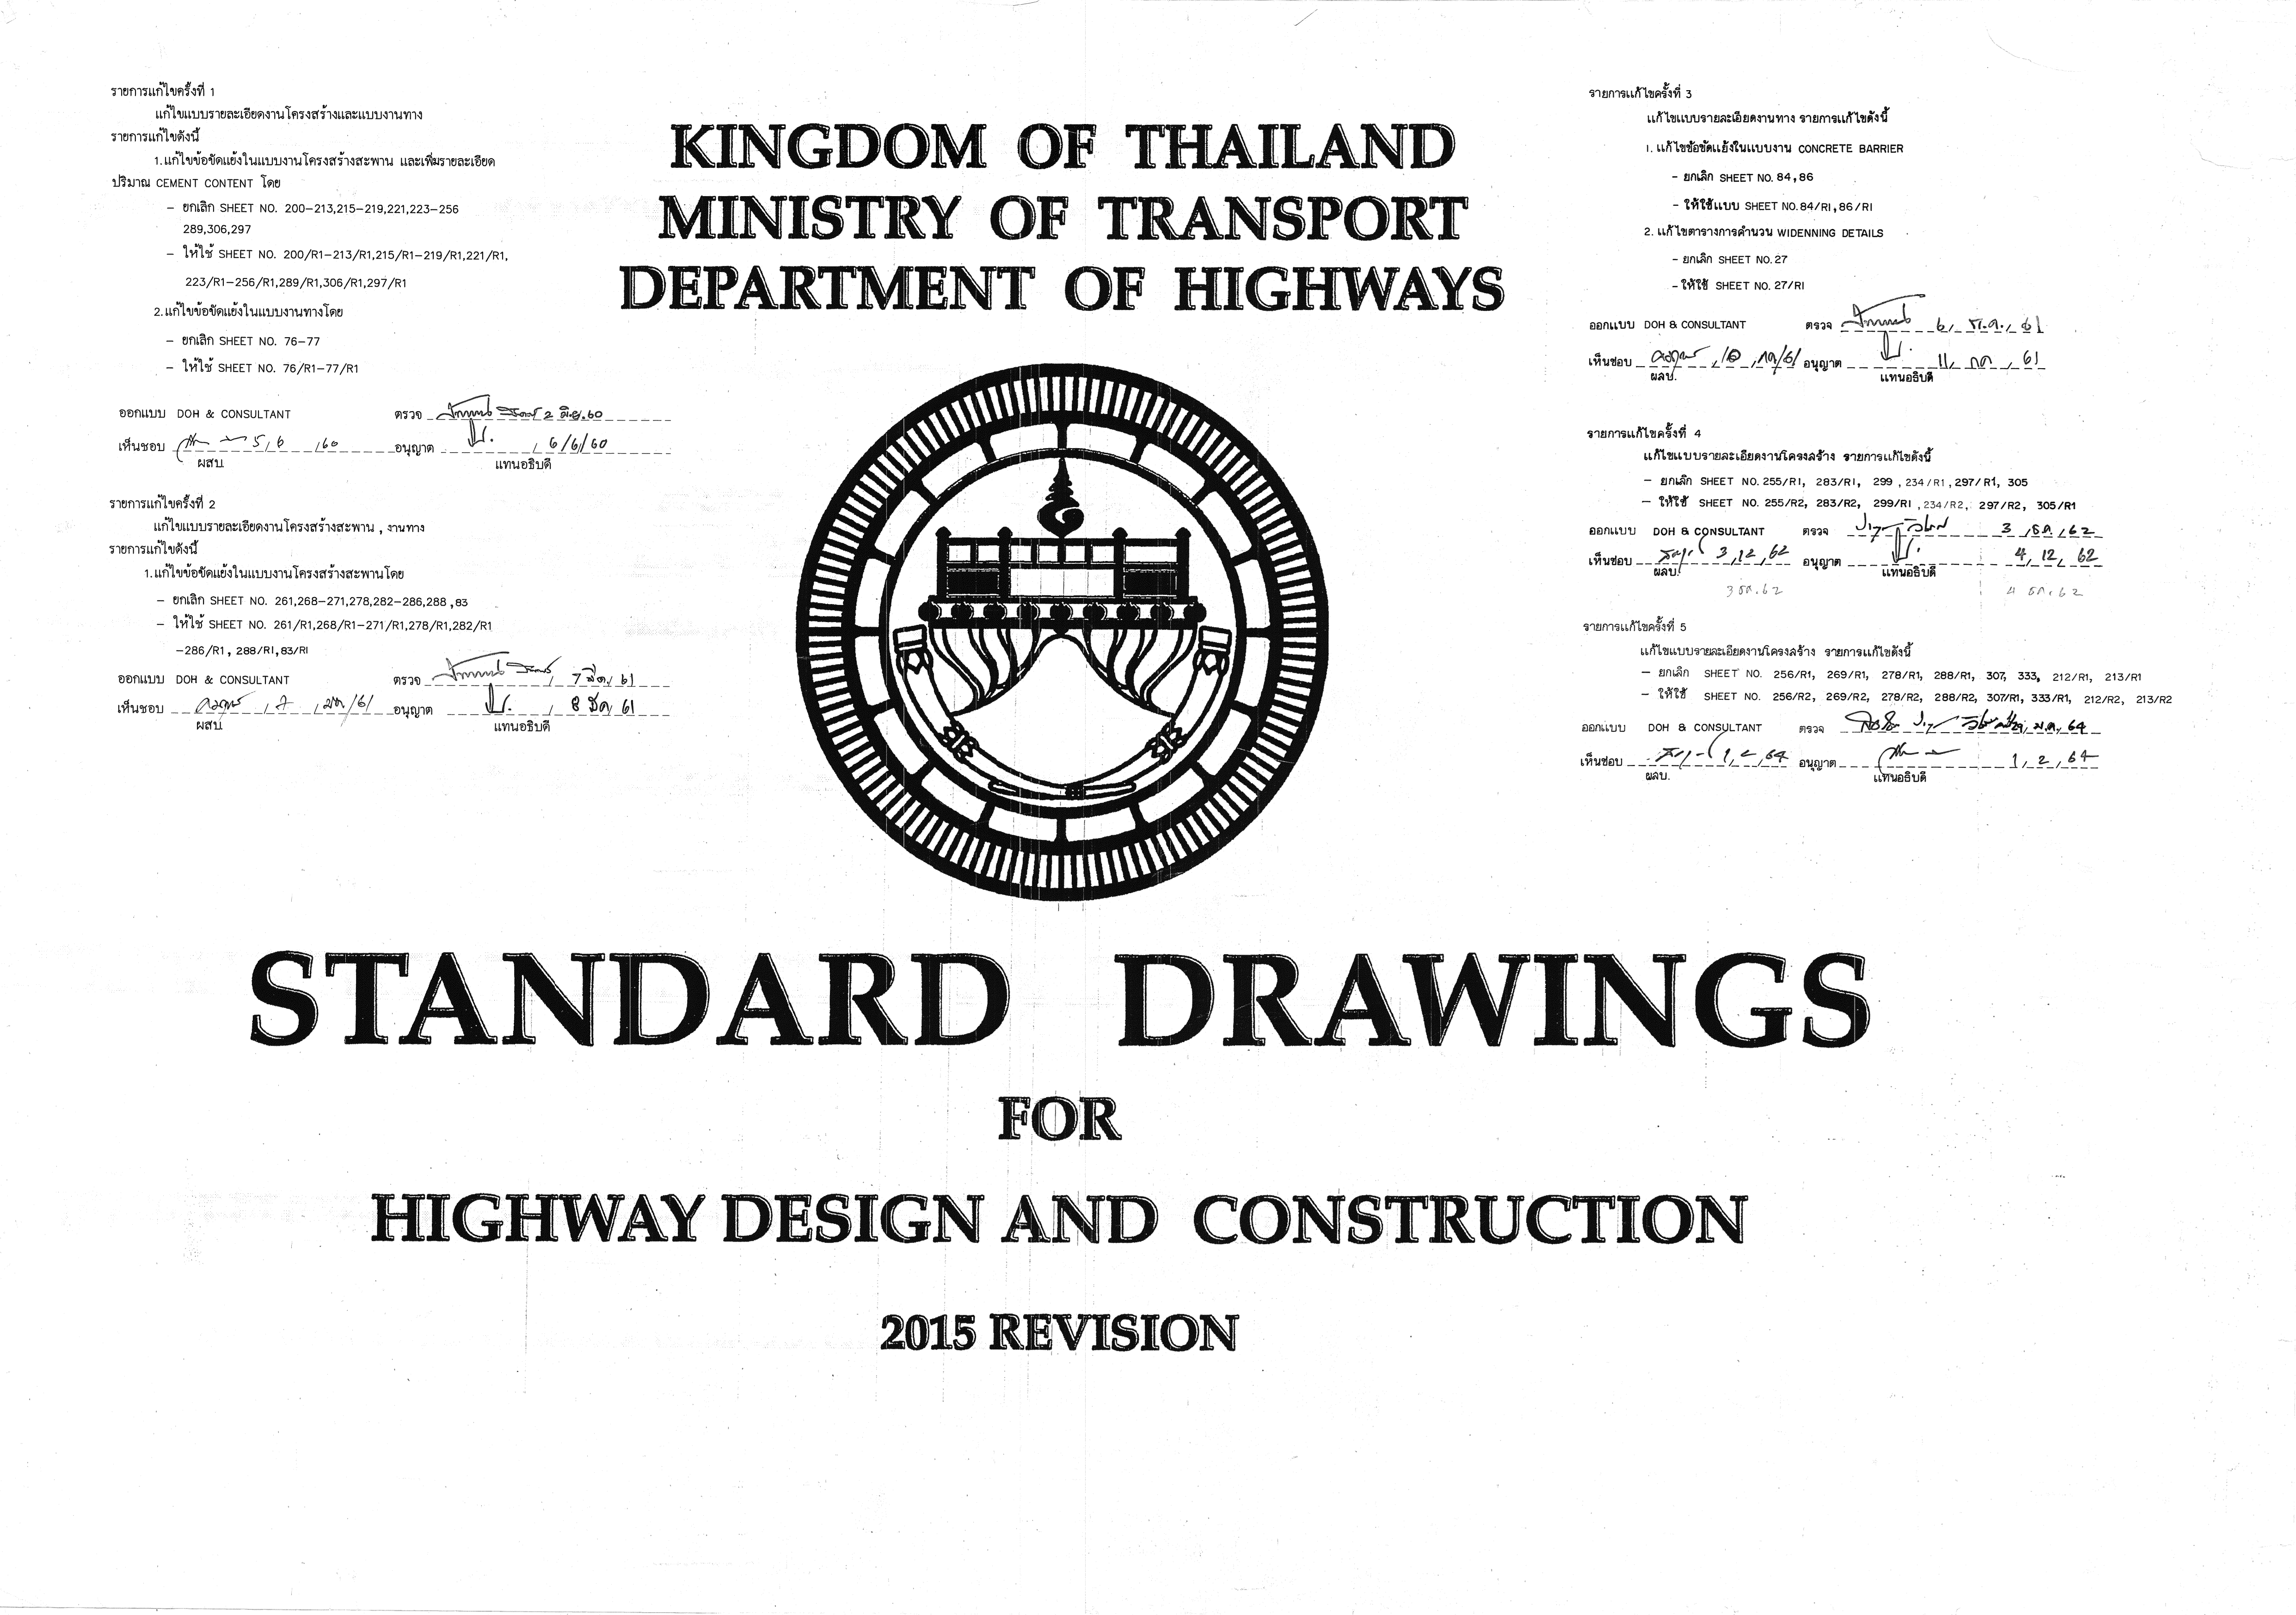 รายการแก้ไขครั้งที่ 1
แก้ไขแบบรายละเอียดงานโครงสร้างและแบบงานทาง
รายการแก้ไขดังนี้
1.แก้ไขข้อขัดแย้งในแบบงานโครงสร้างสะพาน และเพิ่มรายละเอียด
ปริมาณ CEMENT CONTENT โดย
– ยกเลิก SHEET NO. 200–213,215–219,221,223–256
289,306,297
– ให้ใช้ SHEET NO. 200/R1–213/R1,215/R1–219/R1,221/R1,
223/R1–256/R1,289/R1,306/R1,297/R1
2.แก้ไขข้อขัดแย้งในแบบงานทางโดย
– ยกเลิก SHEET NO. 76–77
– ให้ใช้ SHEET NO. 76/R1–77/R1
ออกแบบ DOH & CONSULTANT ตรวจ 2 มิย.60
เห็นชอบ 5/6/60 อนุญาต 6/6/60
ผสบ. แทนอธิบดี
รายการแก้ไขครั้งที่ 2
แก้ไขแบบรายละเอียดงานโครงสร้างสะพาน , งานทาง
รายการแก้ไขดังนี้
1.แก้ไขข้อขัดแย้งในแบบงานโครงสร้างสะพานโดย
– ยกเลิก SHEET NO. 261,268–271,278,282–286,288 ,83
– ให้ใช้ SHEET NO. 261/R1,268/R1–271/R1,278/R1,282/R1
–286/R1 , 288/R1,83/R1
ออกแบบ DOH & CONSULTANT ตรวจ 7 มีค 61
เห็นชอบ อนุญาต 8 มีค 61
ผสบ. แทนอธิบดี
KINGDOM OF THAILAND
MINISTRY OF TRANSPORT
DEPARTMENT OF HIGHWAYS
รายการแก้ไขครั้งที่ 3
แก้ไขแบบรายละเอียดงานทาง รายการแก้ไขดังนี้
1. แก้ไขข้อขัดแย้งในแบบงาน CONCRETE BARRIER
– ยกเลิก SHEET NO. 84,86
– ให้ใช้แบบ SHEET NO.84/R1,86/R1
2. แก้ไขตารางการคำนวน WIDENNING DETAILS
– ยกเลิก SHEET NO.27
– ให้ใช้ SHEET NO. 27/R1
ออกแบบ DOH & CONSULTANT ตรวจ
เห็นชอบ อนุญาต 11, กค , 61
ผสบ. แทนอธิบดี
รายการแก้ไขครั้งที่ 4
แก้ไขแบบรายละเอียดงานโครงสร้าง รายการแก้ไขดังนี้
– ยกเลิก SHEET NO. 255/R1, 283/R1, 299 , 234/R1 , 297/R1, 305
– ให้ใช้ SHEET NO. 255/R2, 283/R2, 299/R1 , 234/R2, 297/R2, 305/R1
ออกแบบ DOH & CONSULTANT ตรวจ 3 , ธค , 62
เห็นชอบ 3 , 12 , 62 อนุญาต 4, 12, 62
ผสบ. แทนอธิบดี
3 ธค.62 4 ธค.62
รายการแก้ไขครั้งที่ 5
แก้ไขแบบรายละเอียดงานโครงสร้าง รายการแก้ไขดังนี้
– ยกเลิก SHEET NO. 256/R1, 269/R1, 278/R1, 288/R1, 307, 333, 212/R1, 213/R1
– ให้ใช้ SHEET NO. 256/R2, 269/R2, 278/R2, 288/R2, 307/R1, 333/R1, 212/R2, 213/R2
ออกแบบ DOH & CONSULTANT ตรวจ ม.ค. 64
เห็นชอบ 1, 2, 64 อนุญาต 1, 2, 64
ผสบ. แทนอธิบดี
STANDARD DRAWINGS
FOR
HIGHWAY DESIGN AND CONSTRUCTION
2015 REVISION